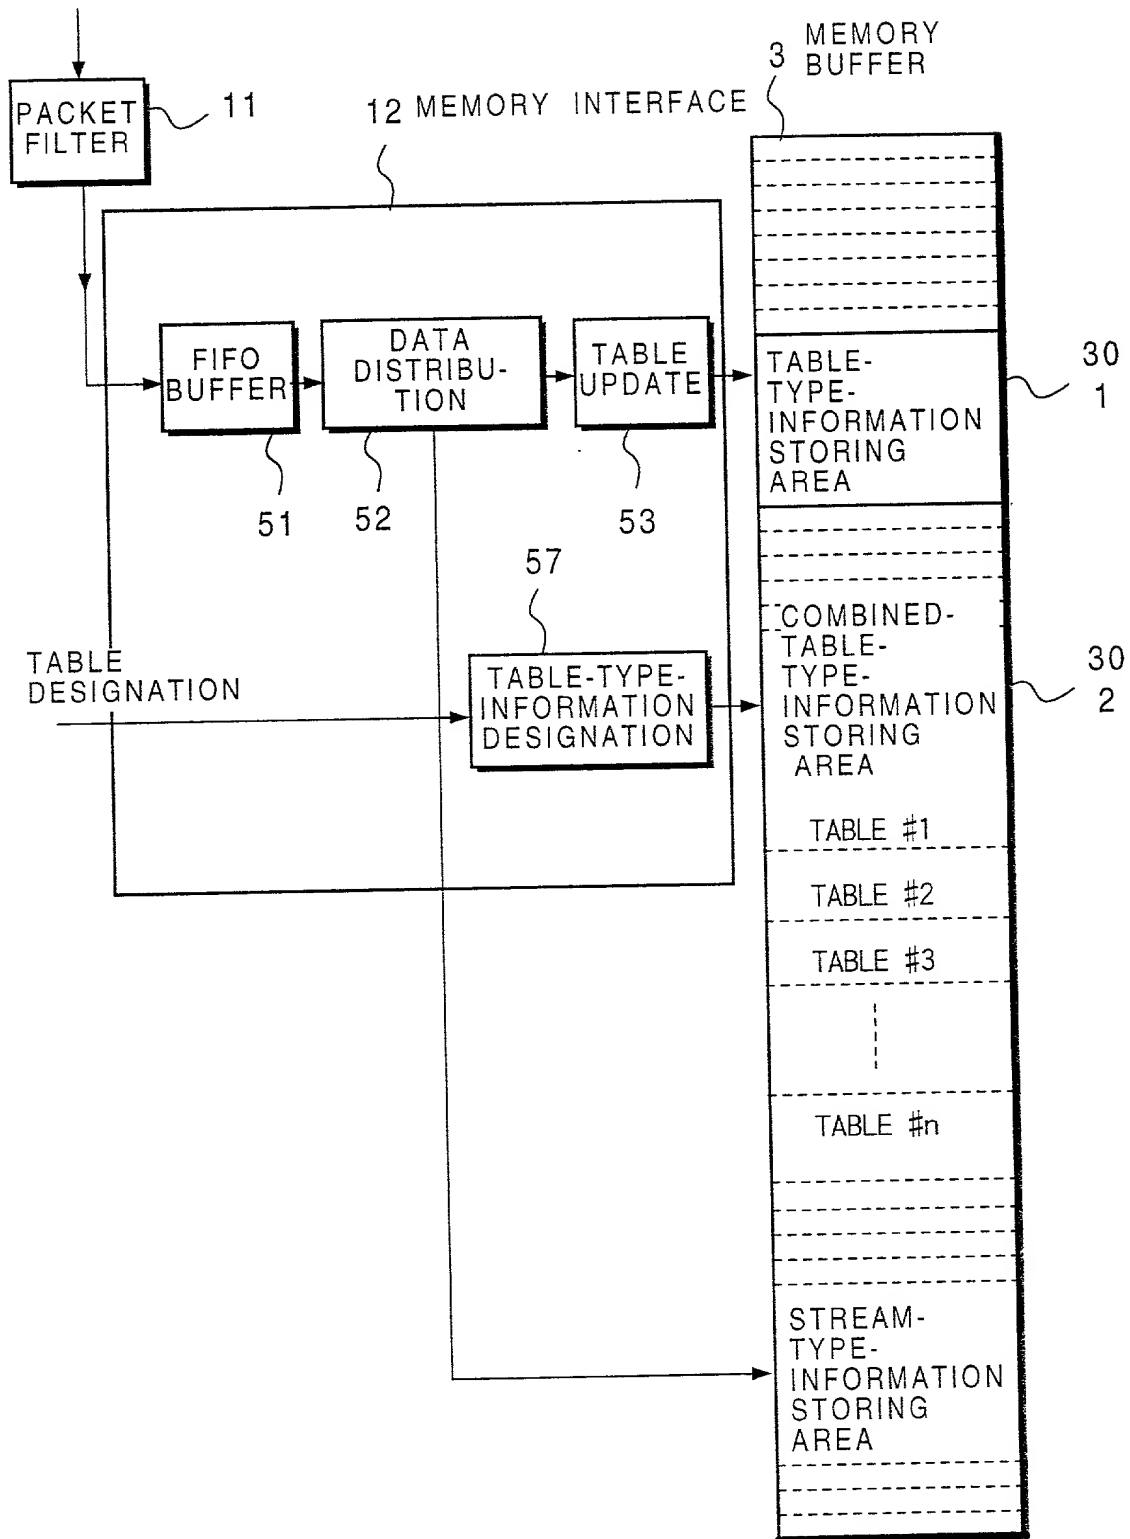 MEMORY
BUFFER
3
PACKET
FILTER
11
12 MEMORY INTERFACE
FIFO
BUFFER
51
DATA
DISTRIBU-
TION
52
TABLE
UPDATE
53
TABLE-
TYPE-
INFORMATION
STORING
AREA
30
1
57
TABLE
DESIGNATION
TABLE-TYPE-
INFORMATION
DESIGNATION
COMBINED-
TABLE-
TYPE-
INFORMATION
STORING
AREA
30
2
TABLE #1
TABLE #2
TABLE #3
TABLE #n
STREAM-
TYPE-
INFORMATION
STORING
AREA